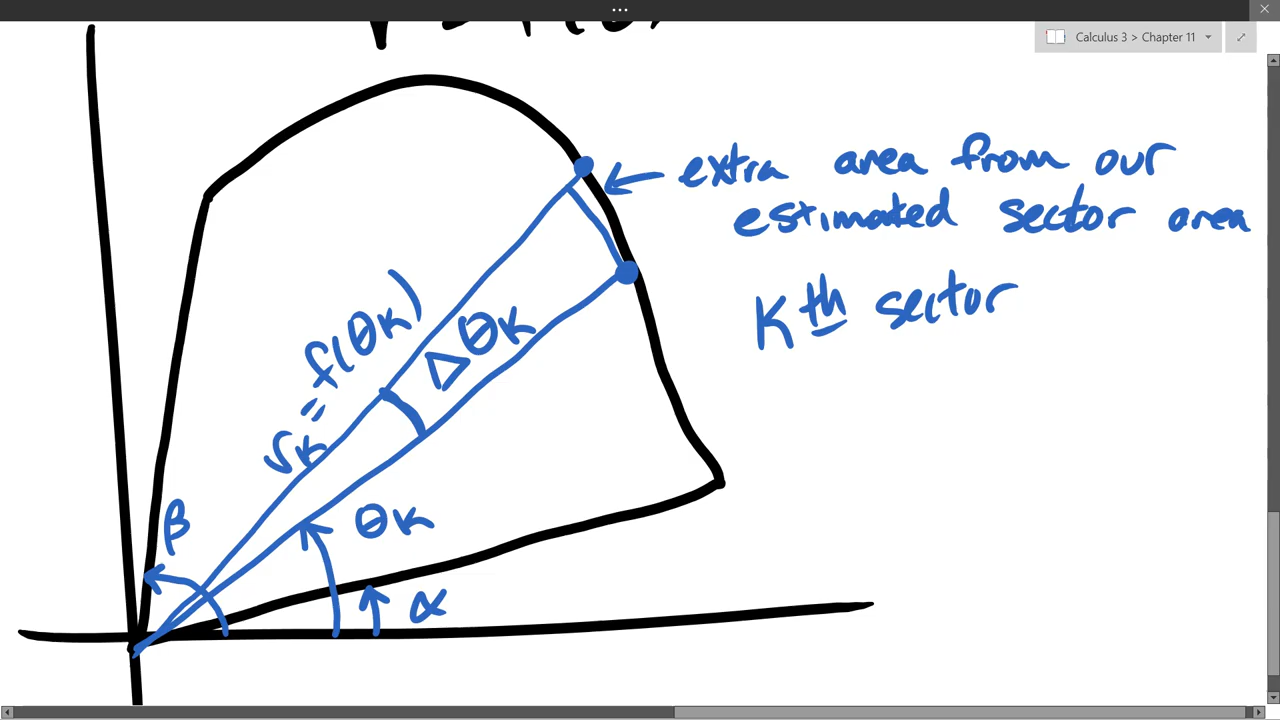 Calculus 3 > Chapter 11
extra area from our
estimated sector area
Kth sector
rK = f(θK)
ΔθK
β
θK
α